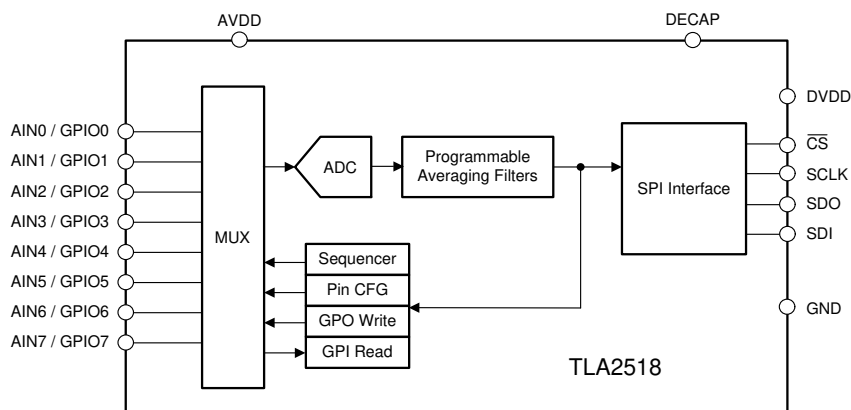 AVDD
DECAP
DVDD
AIN0 / GPIO0
AIN1 / GPIO1
AIN2 / GPIO2
AIN3 / GPIO3
AIN4 / GPIO4
AIN5 / GPIO5
AIN6 / GPIO6
AIN7 / GPIO7
MUX
ADC
Programmable
Averaging Filters
SPI Interface
C̅S̅
SCLK
SDO
SDI
Sequencer
Pin CFG
GPO Write
GPI Read
GND
TLA2518